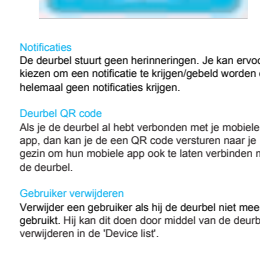 Notificaties
De deurbel stuurt geen herinneringen. Je kan
kiezen om een notificatie te krijgen/gebeld worden
helemaal geen notificaties krijgen.
Deurbel QR code
Als je de deurbel al hebt verbonden met je mobiele
app, dan kan je de een QR code versturen naar je
gezin om hun mobiele app ook te laten verbinden
de deurbel.
Gebruiker verwijderen
Verwijder een gebruiker als hij de deurbel niet
gebruikt. Hij kan dit doen door middel van de
verwijderen in de 'Device list'.